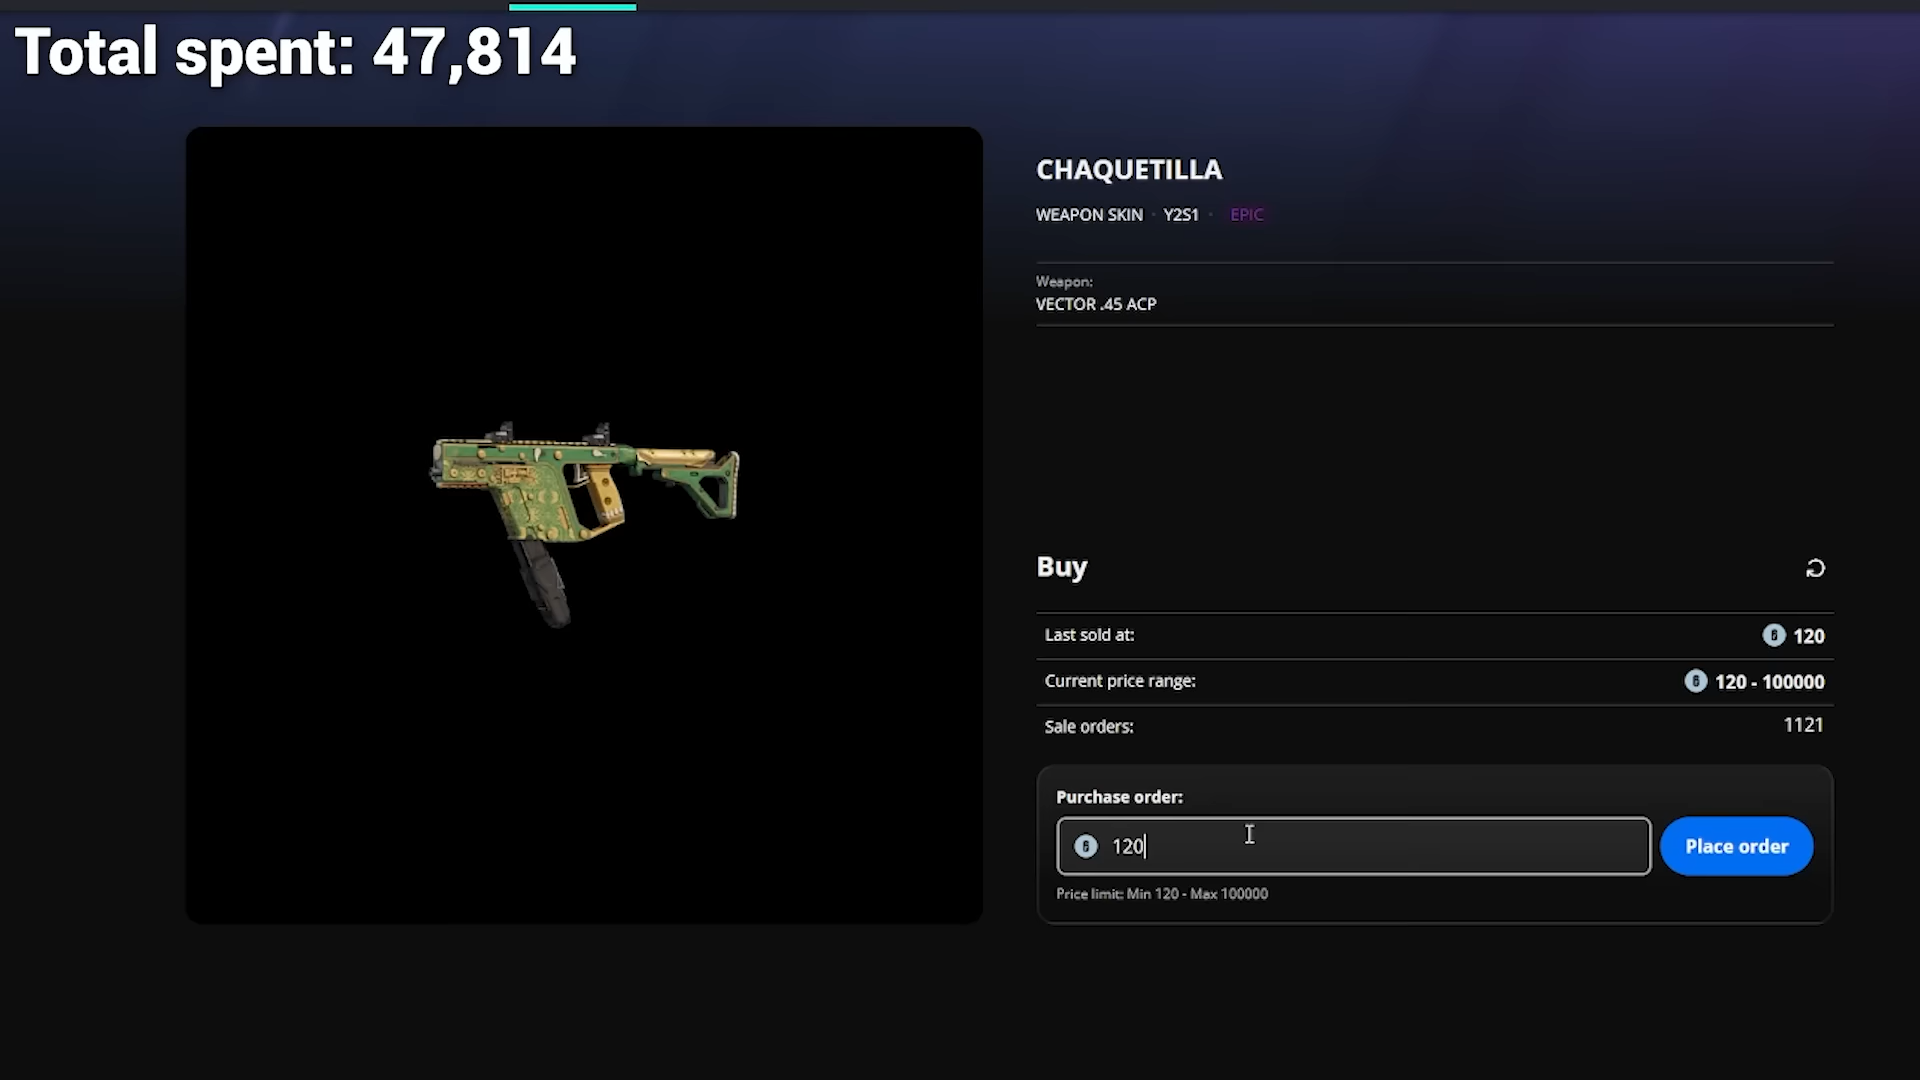 Total spent: 47,814
CHAQUETILLA
WEAPON SKIN · Y2S1 · EPIC
Weapon:
VECTOR .45 ACP
Buy
Last sold at: 120
Current price range: 120 - 100000
Sale orders: 1121
Purchase order:
120
Place order
Price limit: Min 120 - Max 100000